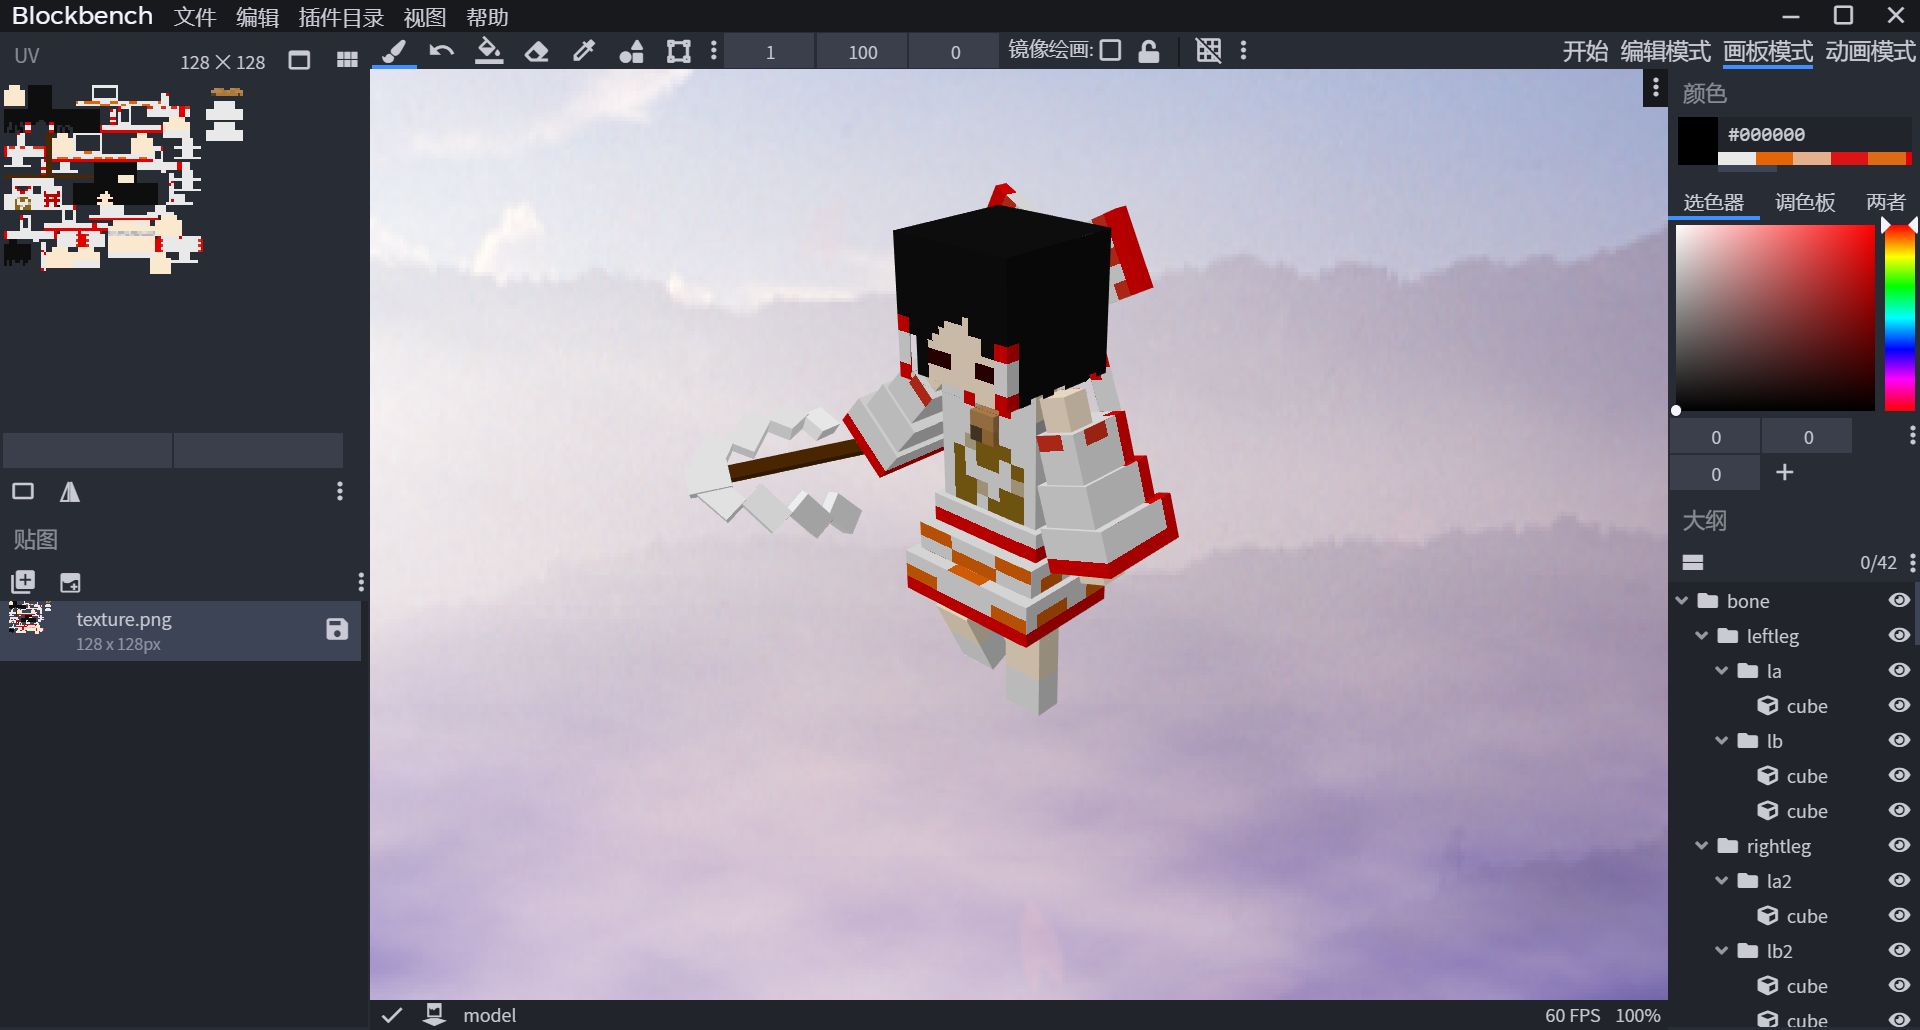 Blockbench 文件 编辑 插件目录 视图 帮助
UV 128×128
1 100 0 镜像绘画:
开始 编辑模式 画板模式 动画模式
颜色
#000000
选色器 调色板 两者
0 0
0
贴图
texture.png
128 x 128px
大纲
0/42
bone
leftleg
la
cube
lb
cube
cube
rightleg
la2
cube
lb2
cube
cube
model 60 FPS 100%